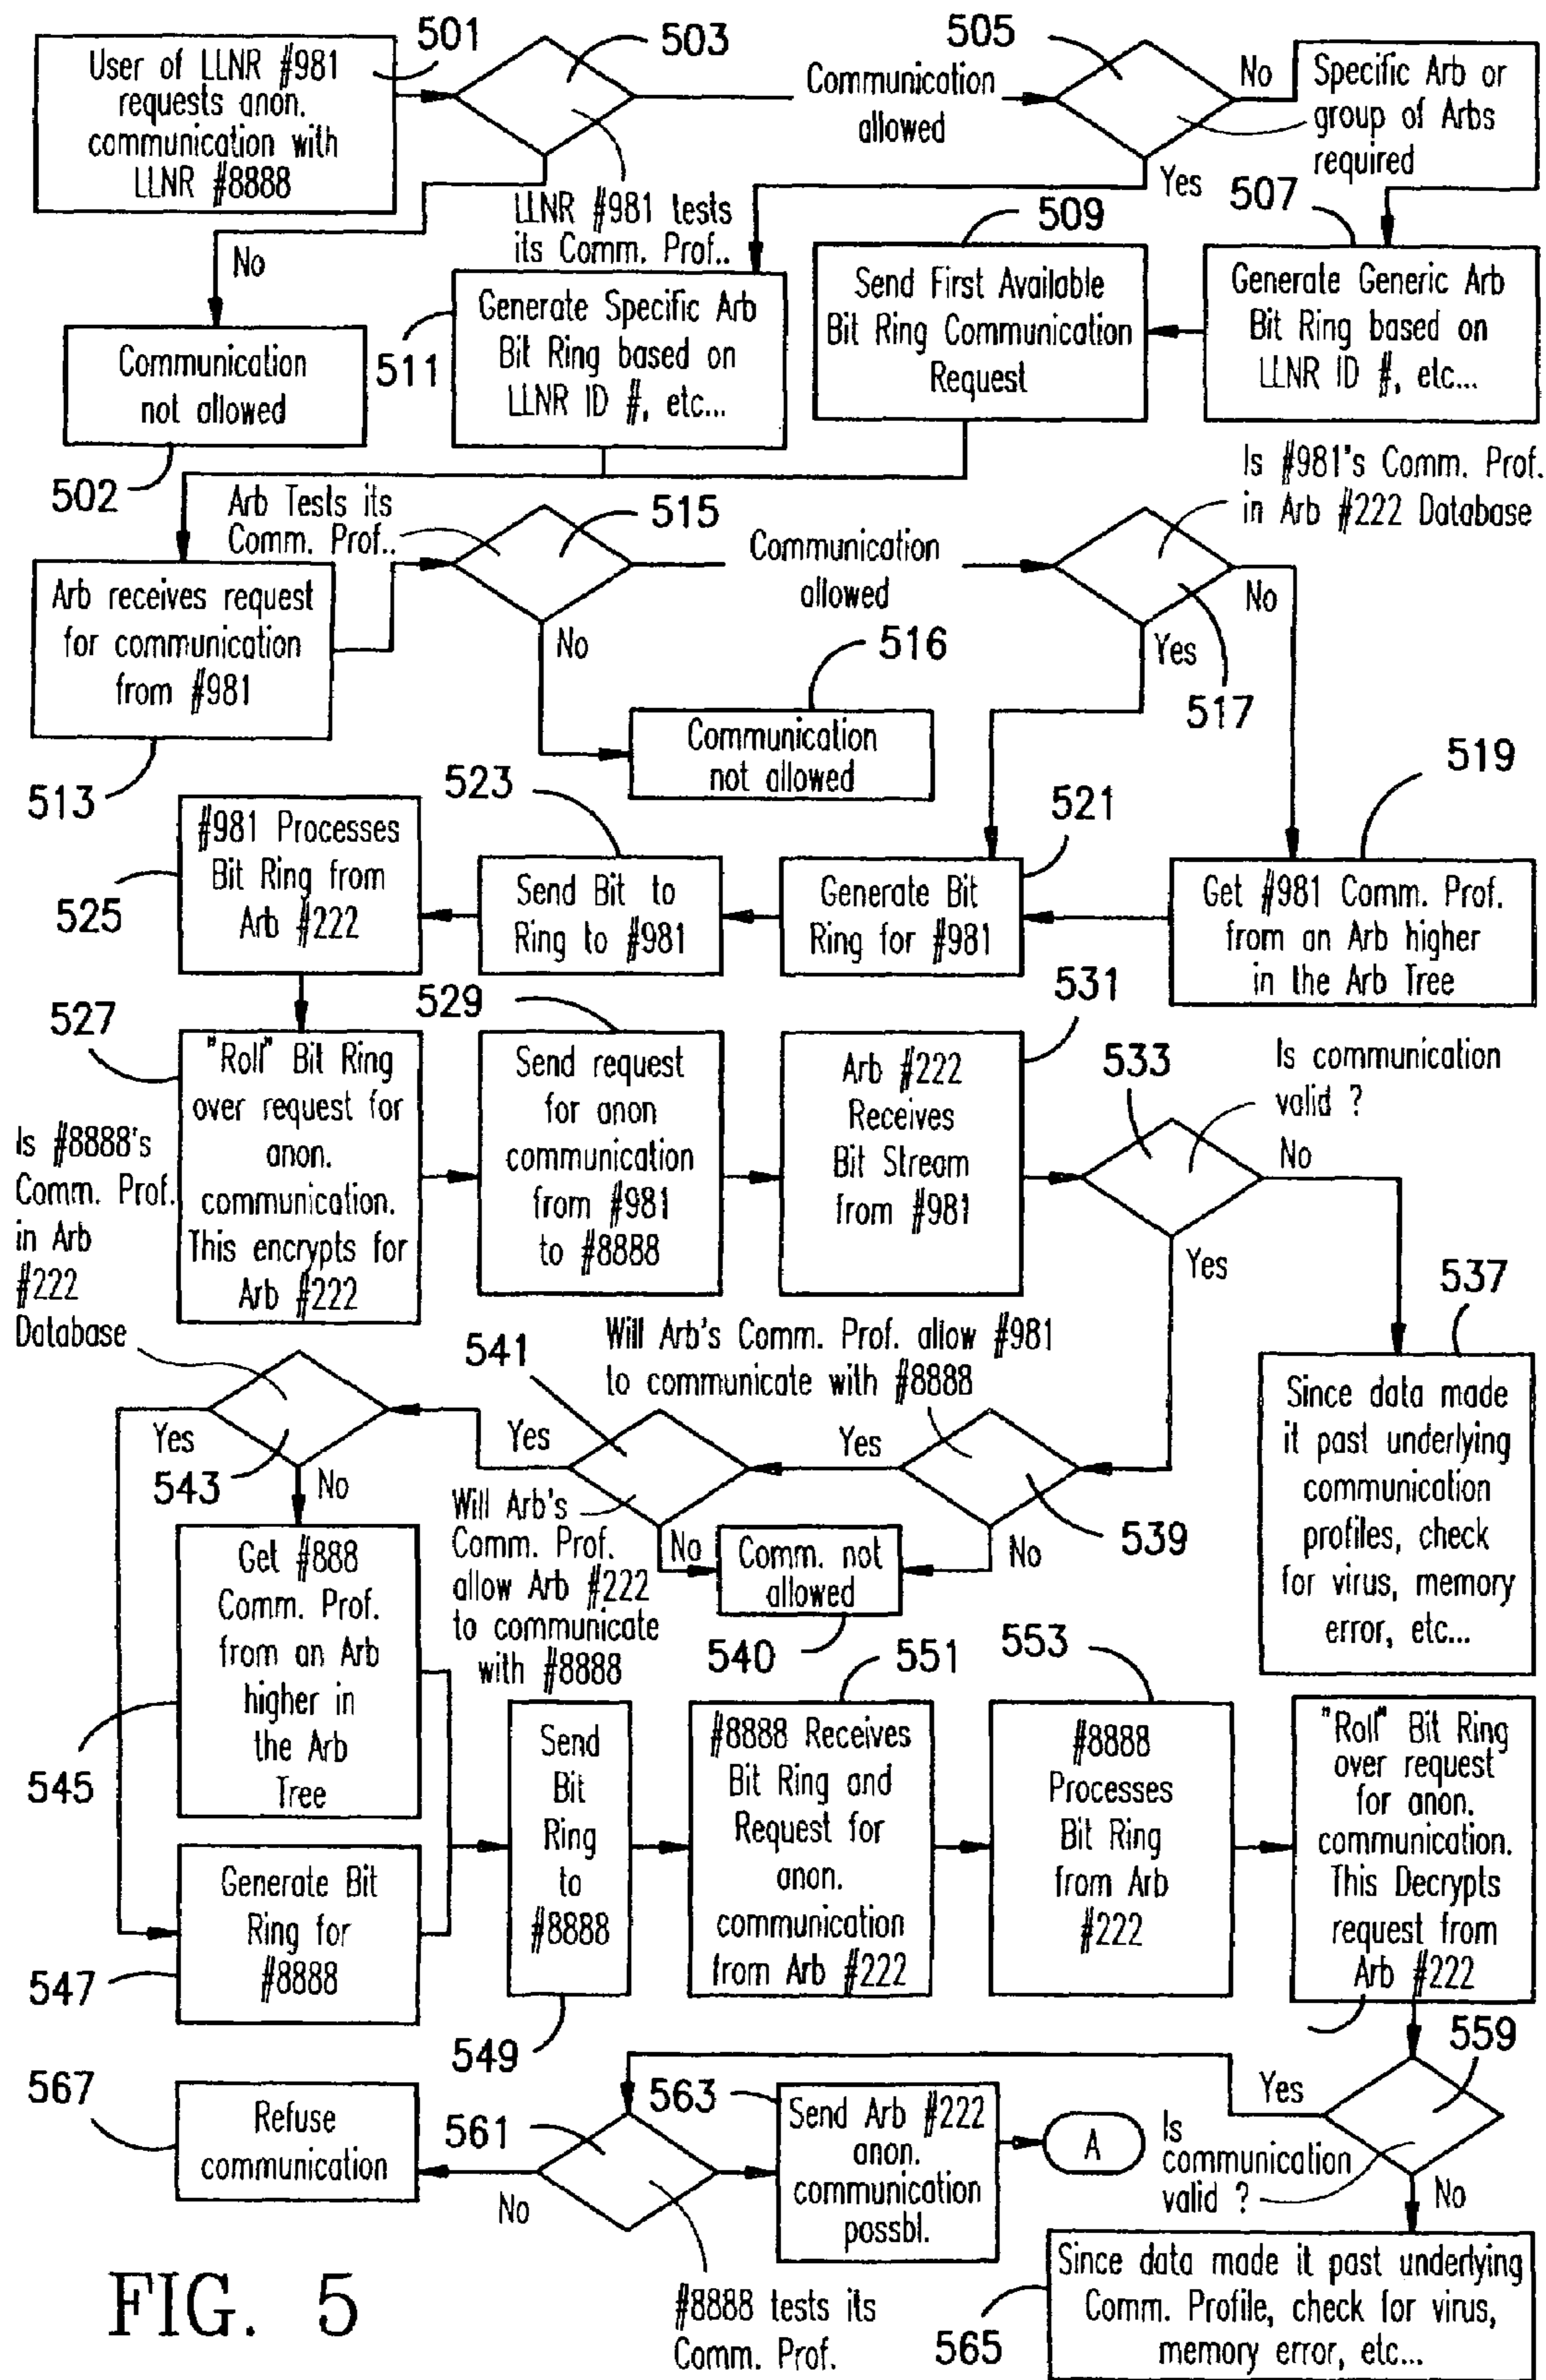 User of LLNR #981
requests anon.
communication with
LLNR #8888
501
503
LLNR #981 tests
its Comm. Prof..
Communication
allowed
505
No
Specific Arb or
group of Arbs
required
Yes
507
509
No
Communication
not allowed
502
511
Generate Specific Arb
Bit Ring based on
LLNR ID #, etc...
Send First Available
Bit Ring Communication
Request
Generate Generic Arb
Bit Ring based on
LLNR ID #, etc...
Arb Tests its
Comm. Prof..
515
Communication
allowed
Is #981's Comm. Prof.
in Arb #222 Database
Arb receives request
for communication
from #981
513
No
516
Communication
not allowed
Yes
No
517
519
523
521
#981 Processes
Bit Ring from
Arb #222
525
Send Bit to
Ring to #981
Generate Bit
Ring for #981
Get #981 Comm. Prof.
from an Arb higher
in the Arb Tree
527
"Roll" Bit Ring
over request for
anon.
communication.
This encrypts for
Arb #222
529
Send request
for anon
communication
from #981
to #8888
531
Arb #222
Receives
Bit Stream
from #981
533
Is communication
valid ?
No
Yes
537
Since data made
it past underlying
communication
profiles, check
for virus, memory
error, etc...
Is #8888's
Comm. Prof.
in Arb
#222
Database
541
Will Arb's Comm. Prof. allow #981
to communicate with #8888
Yes
543
No
Yes
Yes
539
Will Arb's
Comm. Prof.
allow Arb #222
to communicate
with #8888
No
Comm. not
allowed
No
540
Get #888
Comm. Prof.
from an Arb
higher in
the Arb
Tree
545
Generate Bit
Ring for
#8888
547
Send
Bit
Ring
to
#8888
549
551
#8888 Receives
Bit Ring and
Request for
anon.
communication
from Arb #222
553
#8888
Processes
Bit Ring
from Arb
#222
"Roll" Bit Ring
over request
for anon.
communication.
This Decrypts
request from
Arb #222
559
Yes
Is
communication
valid ?
No
567
Refuse
communication
561
No
563
Send Arb #222
anon.
communication
possbl.
A
#8888 tests its
Comm. Prof.
565
Since data made it past underlying
Comm. Profile, check for virus,
memory error, etc...
FIG. 5